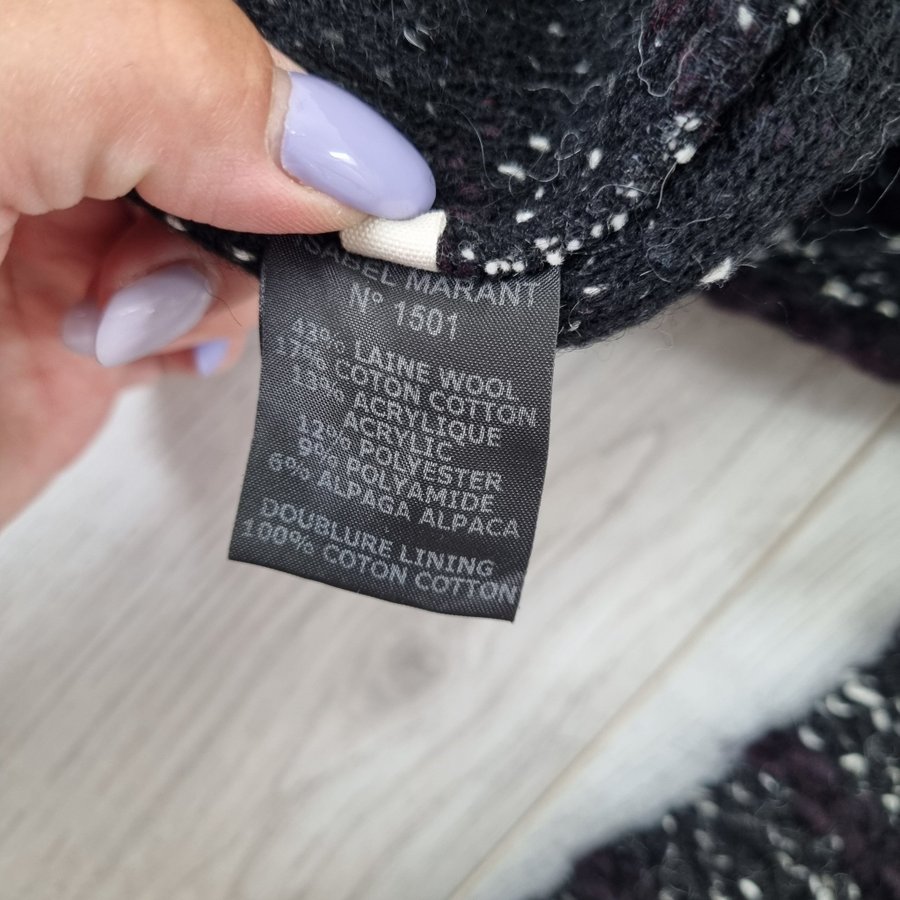 ISABEL MARANT
N° 1501
43% LAINE WOOL
17% COTON COTTON
13% ACRYLIQUE
ACRYLIC
12% POLYESTER
9% POLYAMIDE
6% ALPAGA ALPACA
DOUBLURE LINING
100% COTON COTTON